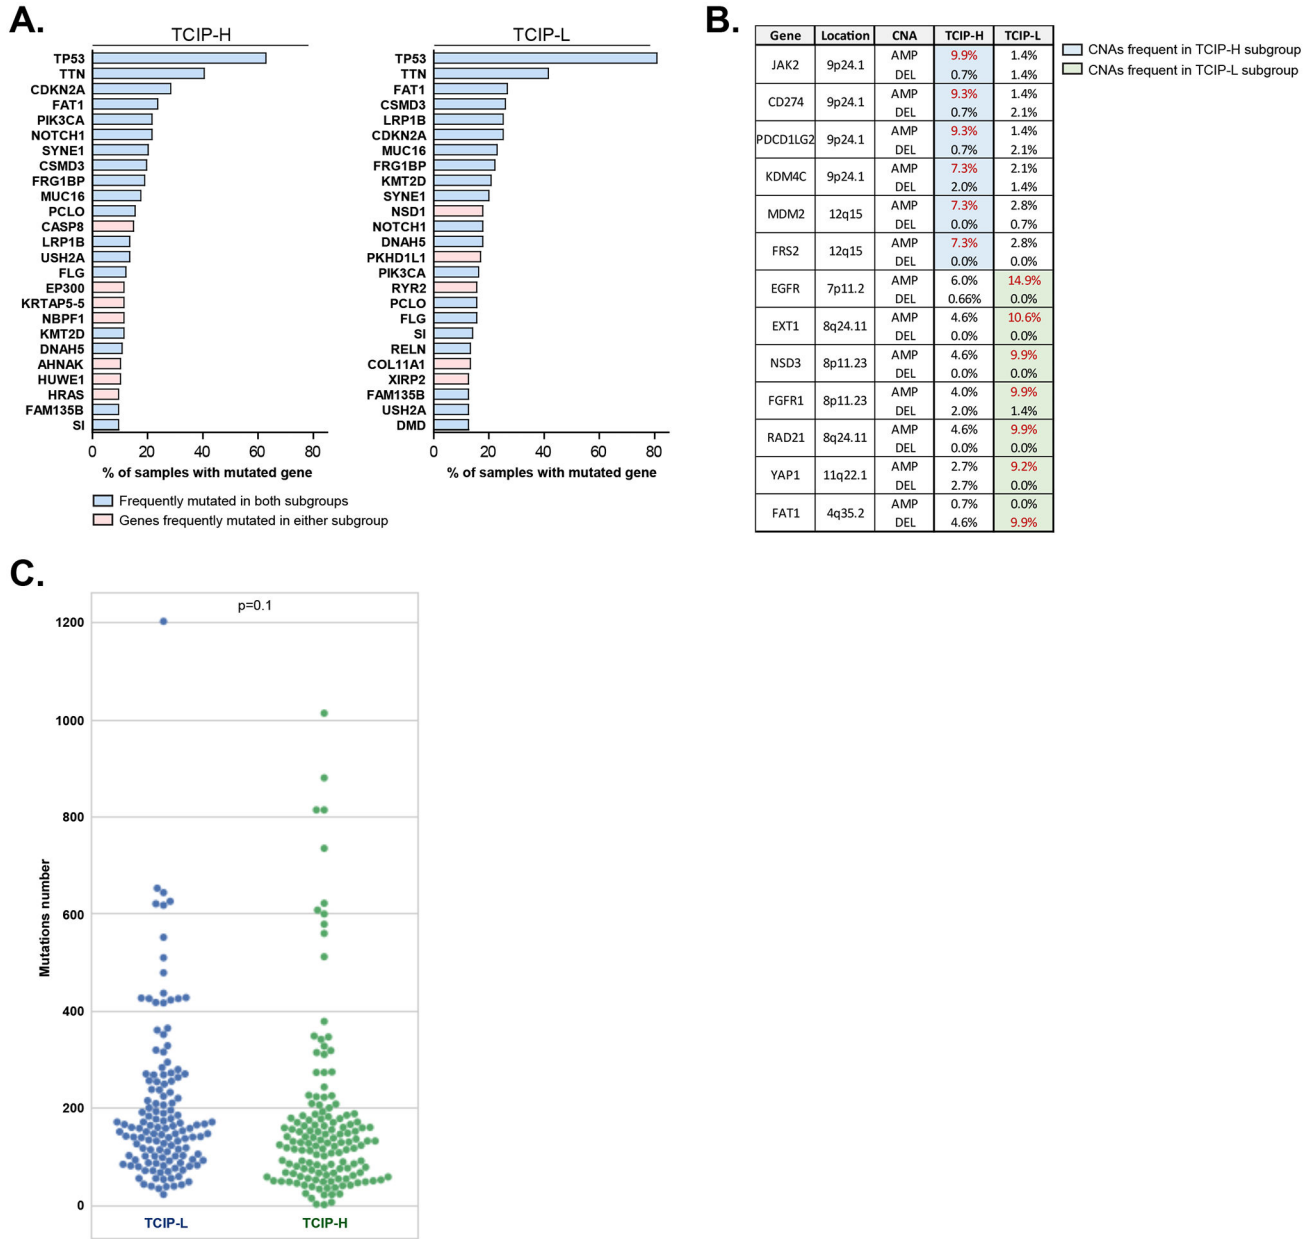 A.
TCIP-H
TP53
TTN
CDKN2A
FAT1
PIK3CA
NOTCH1
SYNE1
CSMD3
FRG1BP
MUC16
PCLO
CASP8
LRP1B
USH2A
FLG
EP300
KRTAP5-5
NBPF1
KMT2D
DNAH5
AHNAK
HUWE1
HRAS
FAM135B
SI
0 20 40 60 80
% of samples with mutated gene
TCIP-L
TP53
TTN
FAT1
CSMD3
LRP1B
CDKN2A
MUC16
FRG1BP
KMT2D
SYNE1
NSD1
NOTCH1
DNAH5
PKHD1L1
PIK3CA
RYR2
PCLO
FLG
SI
RELN
COL11A1
XIRP2
FAM135B
USH2A
DMD
0 20 40 60 80
% of samples with mutated gene
Frequently mutated in both subgroups
Genes frequently mutated in either subgroup
B.
Gene Location CNA TCIP-H TCIP-L
JAK2 9p24.1 AMP 9.9% 1.4%
DEL 0.7% 1.4%
CD274 9p24.1 AMP 9.3% 1.4%
DEL 0.7% 2.1%
PDCD1LG2 9p24.1 AMP 9.3% 1.4%
DEL 0.7% 2.1%
KDM4C 9p24.1 AMP 7.3% 2.1%
DEL 2.0% 1.4%
MDM2 12q15 AMP 7.3% 2.8%
DEL 0.0% 0.7%
FRS2 12q15 AMP 7.3% 2.8%
DEL 0.0% 0.0%
EGFR 7p11.2 AMP 6.0% 14.9%
DEL 0.66% 0.0%
EXT1 8q24.11 AMP 4.6% 10.6%
DEL 0.0% 0.0%
NSD3 8p11.23 AMP 4.6% 9.9%
DEL 0.0% 0.0%
FGFR1 8p11.23 AMP 4.0% 9.9%
DEL 2.0% 1.4%
RAD21 8q24.11 AMP 4.6% 9.9%
DEL 0.0% 0.0%
YAP1 11q22.1 AMP 2.7% 9.2%
DEL 2.7% 0.0%
FAT1 4q35.2 AMP 0.7% 0.0%
DEL 4.6% 9.9%
CNAs frequent in TCIP-H subgroup
CNAs frequent in TCIP-L subgroup
C.
p=0.1
Mutations number
1200
1000
800
600
400
200
0
TCIP-L TCIP-H